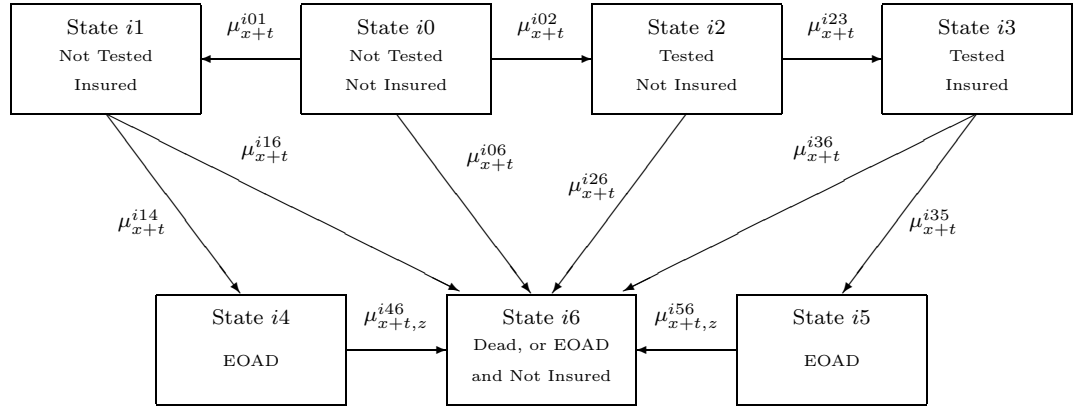 State i1
Not Tested
Insured
μ^{i01}_{x+t}
State i0
Not Tested
Not Insured
μ^{i02}_{x+t}
State i2
Tested
Not Insured
μ^{i23}_{x+t}
State i3
Tested
Insured
μ^{i16}_{x+t}
μ^{i06}_{x+t}
μ^{i26}_{x+t}
μ^{i36}_{x+t}
μ^{i14}_{x+t}
μ^{i35}_{x+t}
State i4
EOAD
μ^{i46}_{x+t,z}
State i6
Dead, or EOAD
and Not Insured
μ^{i56}_{x+t,z}
State i5
EOAD